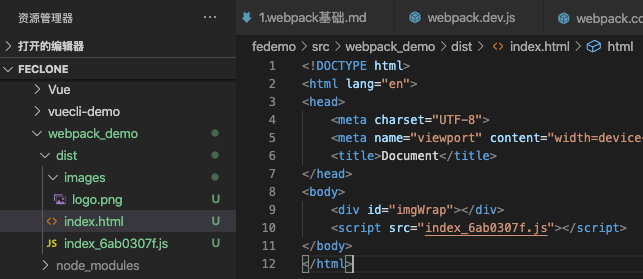 资源管理器 ···
打开的编辑器
FECLONE
Vue
vuecli-demo
webpack_demo
dist
images
logo.png U
<> index.html U
JS index_6ab0307f.js U
node_modules
1.webpack基础.md webpack.dev.js webpack.co
fedemo > src > webpack_demo > dist > <> index.html > html
1 <!DOCTYPE html>
2 <html lang="en">
3 <head>
4 <meta charset="UTF-8">
5 <meta name="viewport" content="width=device-
6 <title>Document</title>
7 </head>
8 <body>
9 <div id="imgWrap"></div>
10 <script src="index_6ab0307f.js"></script>
11 </body>
12 </html>